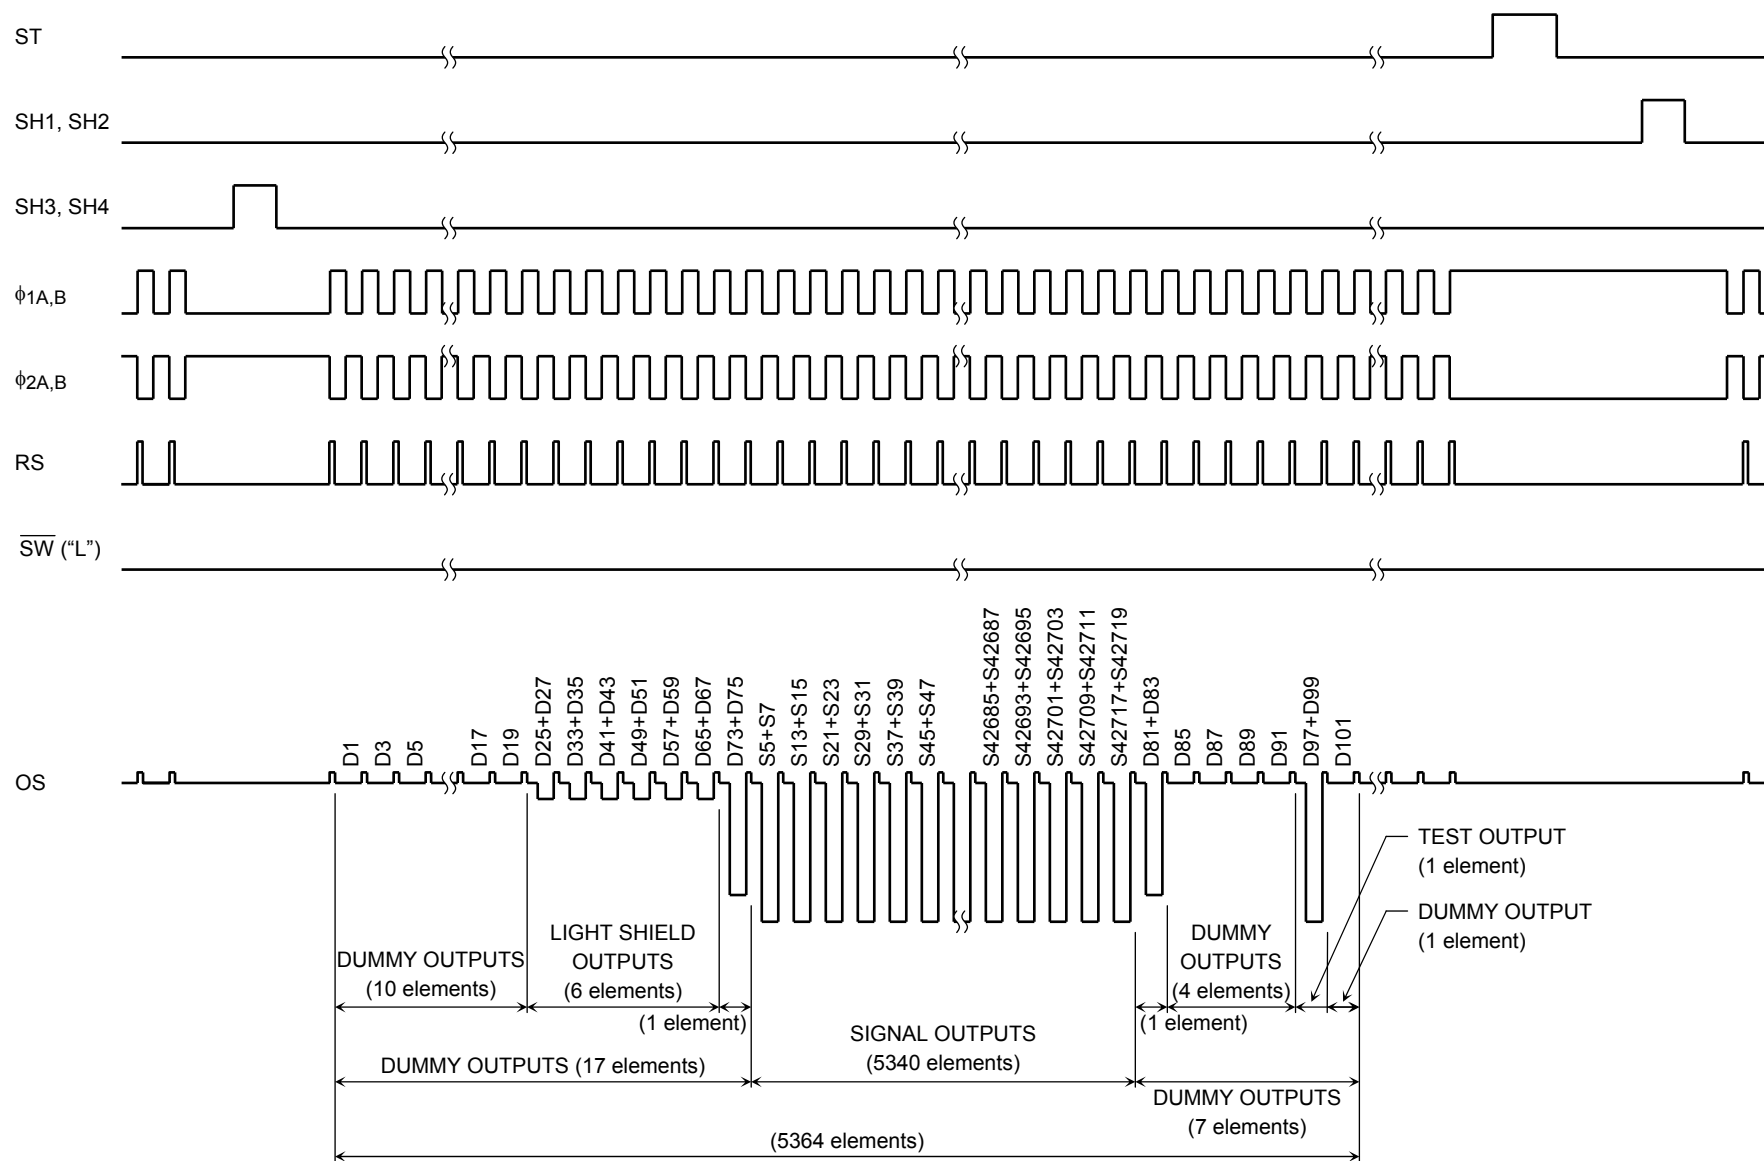 ST
SH1, SH2
SH3, SH4
ϕ1A,B
ϕ2A,B
RS
SW (“L”)
OS
D1
D3
D5
D17
D19
D25+D27
D33+D35
D41+D43
D49+D51
D57+D59
D65+D67
D73+D75
S5+S7
S13+S15
S21+S23
S29+S31
S37+S39
S45+S47
S42685+S42687
S42693+S42695
S42701+S42703
S42709+S42711
S42717+S42719
D81+D83
D85
D87
D89
D91
D97+D99
D101
TEST OUTPUT
(1 element)
DUMMY OUTPUT
(1 element)
DUMMY OUTPUTS
(10 elements)
LIGHT SHIELD
OUTPUTS
(6 elements)
(1 element)
DUMMY
OUTPUTS
(4 elements)
(1 element)
SIGNAL OUTPUTS
(5340 elements)
DUMMY OUTPUTS (17 elements)
DUMMY OUTPUTS
(7 elements)
(5364 elements)